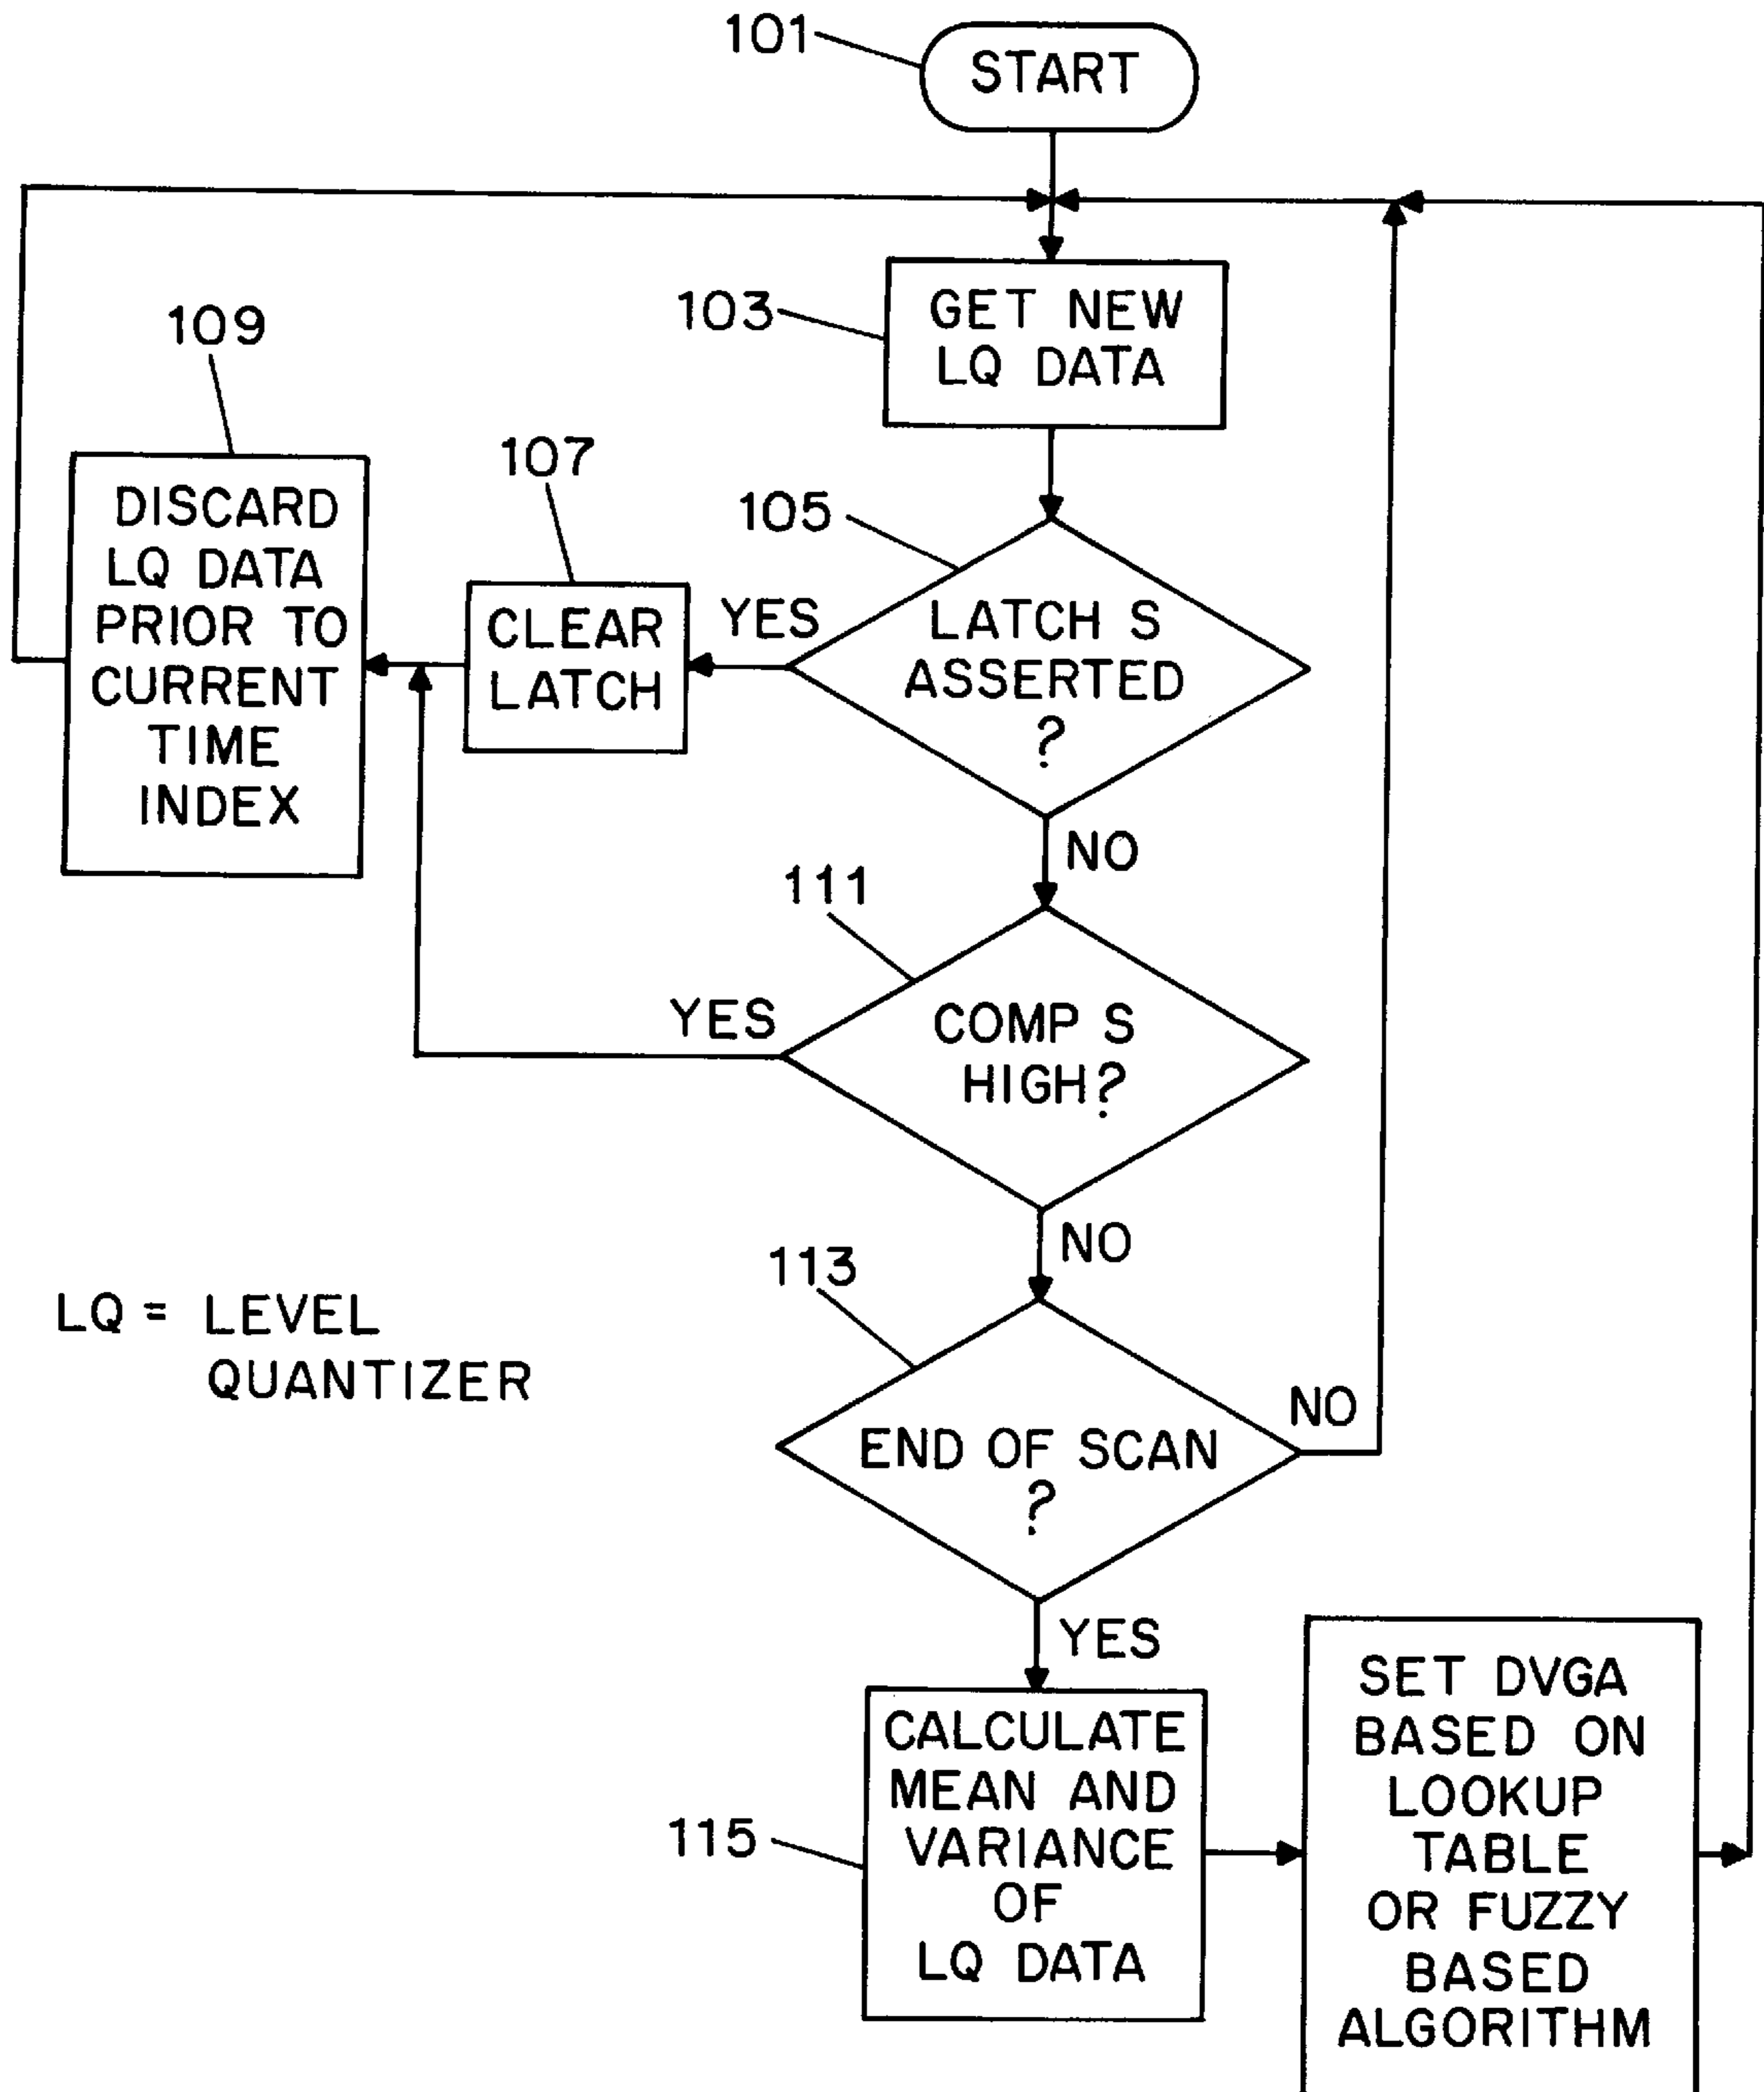 101
START
103
GET NEW
LQ DATA
109
DISCARD
LQ DATA
PRIOR TO
CURRENT
TIME
INDEX
107
CLEAR
LATCH
YES
105
LATCH S
ASSERTED
?
NO
111
YES
COMP S
HIGH?
NO
113
LQ = LEVEL
QUANTIZER
END OF SCAN
?
NO
YES
115
CALCULATE
MEAN AND
VARIANCE
OF
LQ DATA
SET DVGA
BASED ON
LOOKUP
TABLE
OR FUZZY
BASED
ALGORITHM